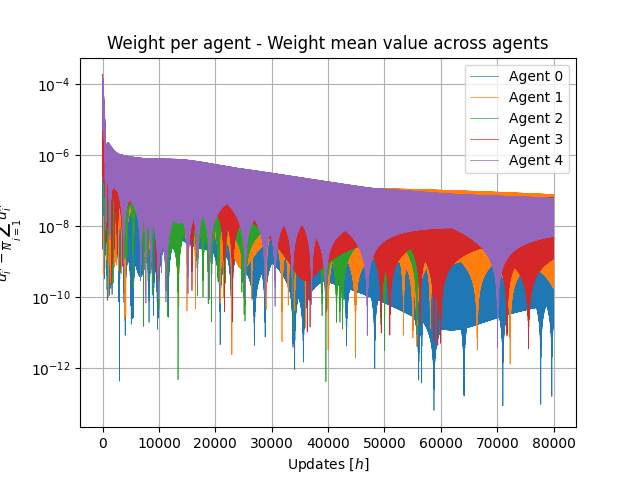 Weight per agent - Weight mean value across agents
10⁻⁴
10⁻⁶
10⁻⁸
10⁻¹⁰
10⁻¹²
Agent 0
Agent 1
Agent 2
Agent 3
Agent 4
0 10000 20000 30000 40000 50000 60000 70000 80000
Updates [h]